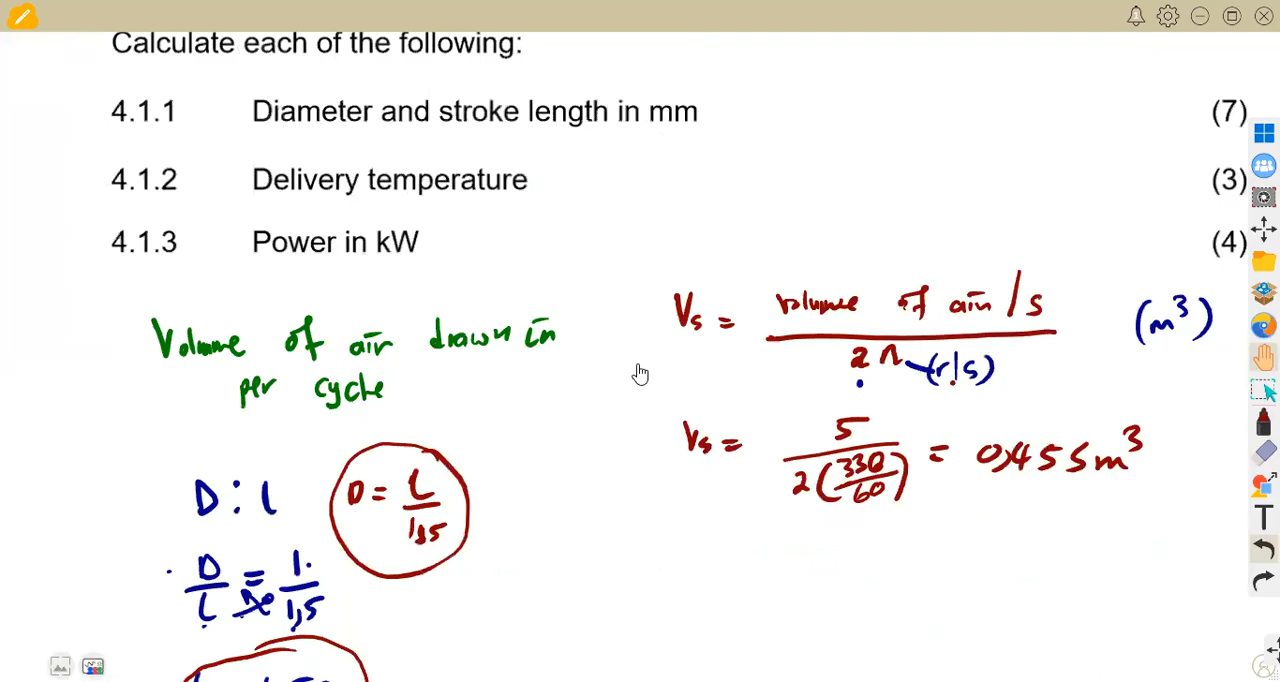 Calculate each of the following:
4.1.1 Diameter and stroke length in mm (7)
4.1.2 Delivery temperature (3)
4.1.3 Power in kW (4)
Volume of air drawn in
per cycle
Vs = volume of air/s / 2n (r/s) (m³)
Vs = 5 / 2(330/60) = 0,455m³
D : L
D = L / 1,5
D / L = 1 / 1,5
T